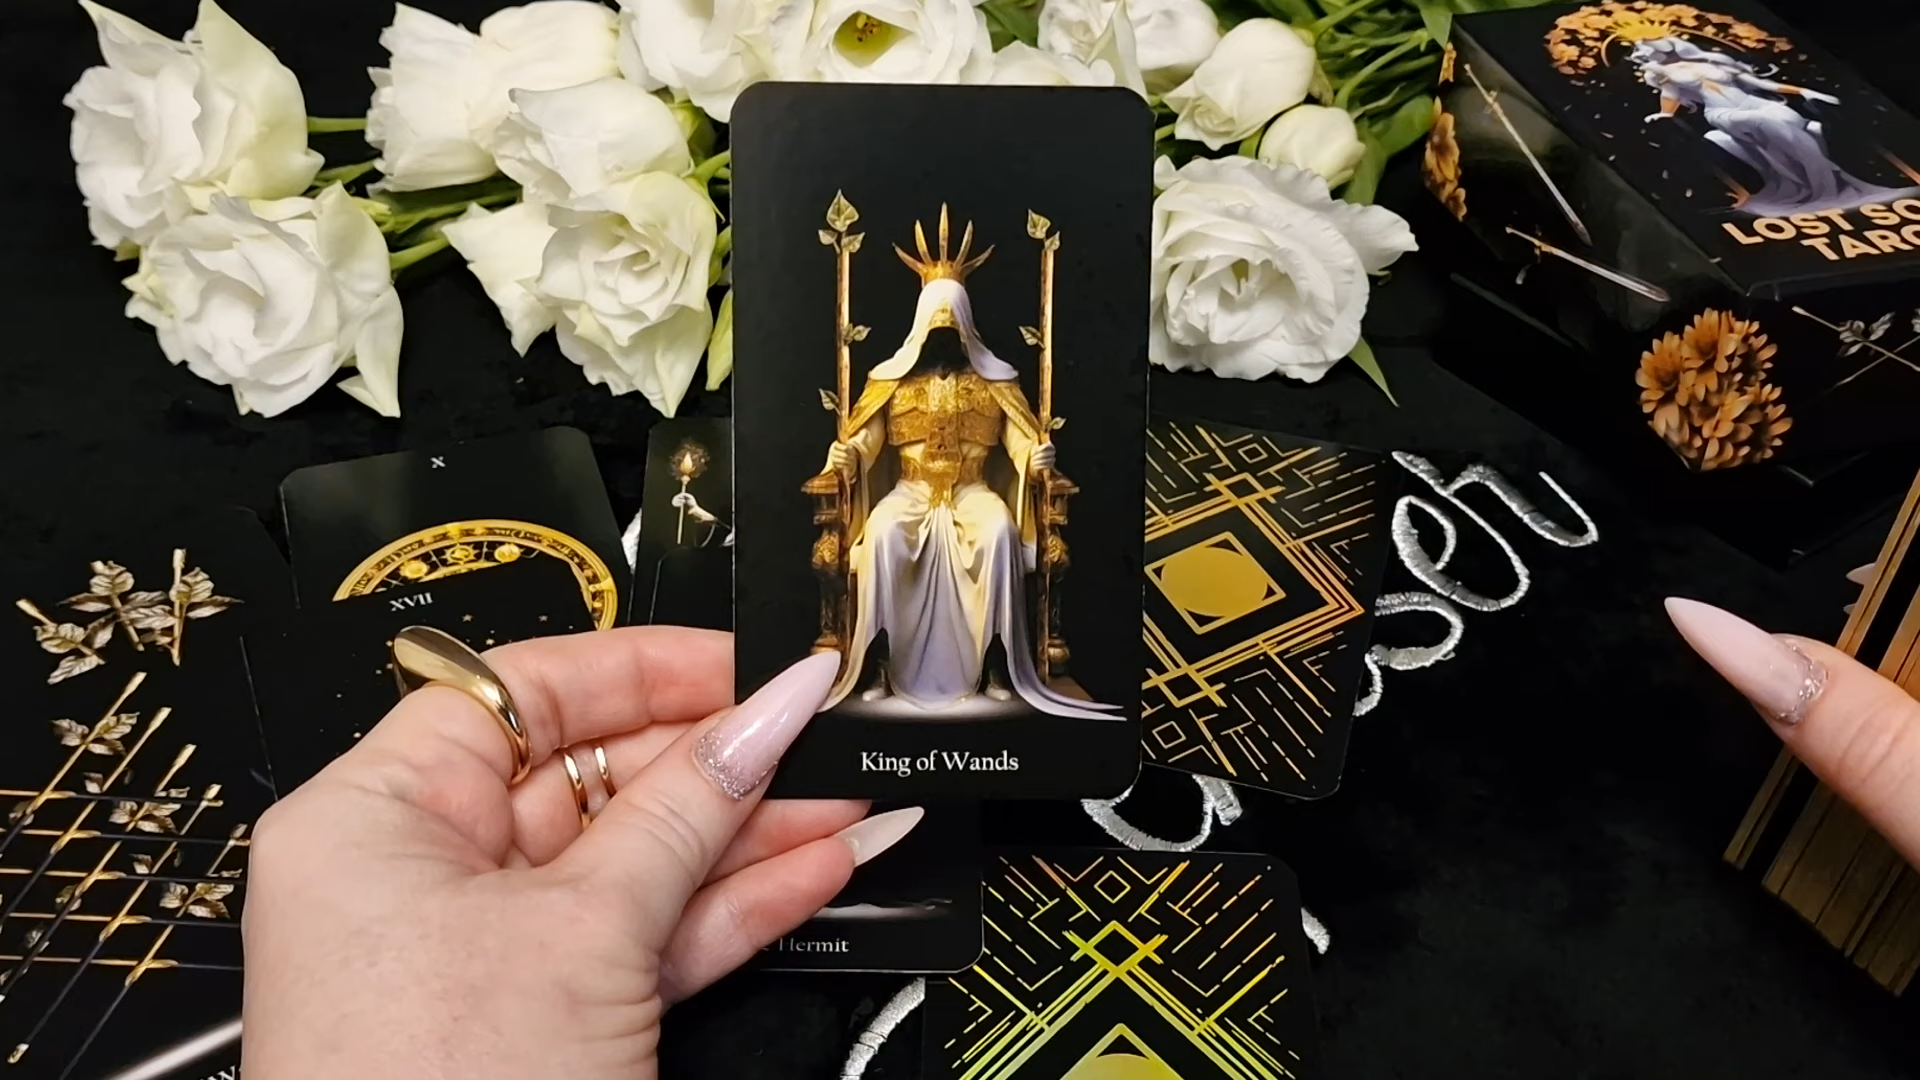 LOST SO
TARO
X
XVII
King of Wands
Hermit